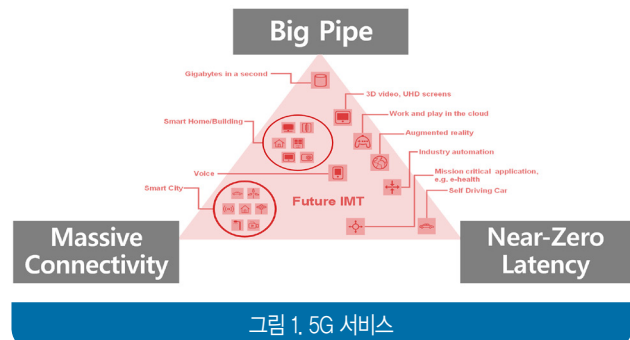 Big Pipe
Gigabytes in a second
3D video, UHD screens
Work and play in the cloud
Smart Home/Building
Augmented reality
Industry automation
Voice
Mission critical application,
e.g. e-health
Smart City
Self Driving Car
Future IMT
Massive
Connectivity
Near-Zero
Latency
그림 1. 5G 서비스